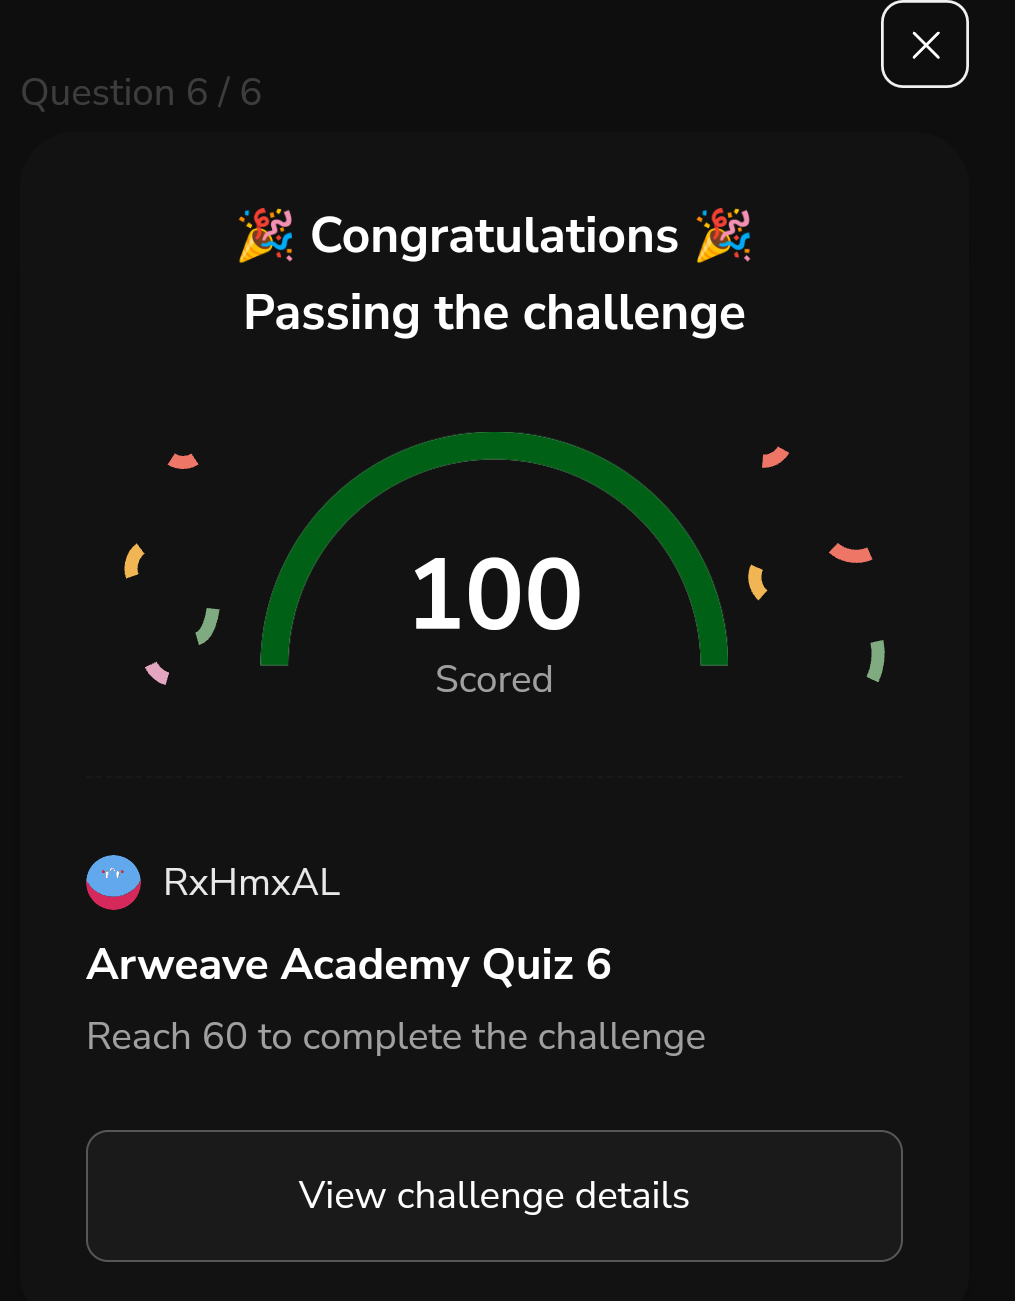 Question 6 / 6
🎉 Congratulations 🎉
Passing the challenge
100
Scored
RxHmxAL
Arweave Academy Quiz 6
Reach 60 to complete the challenge
View challenge details